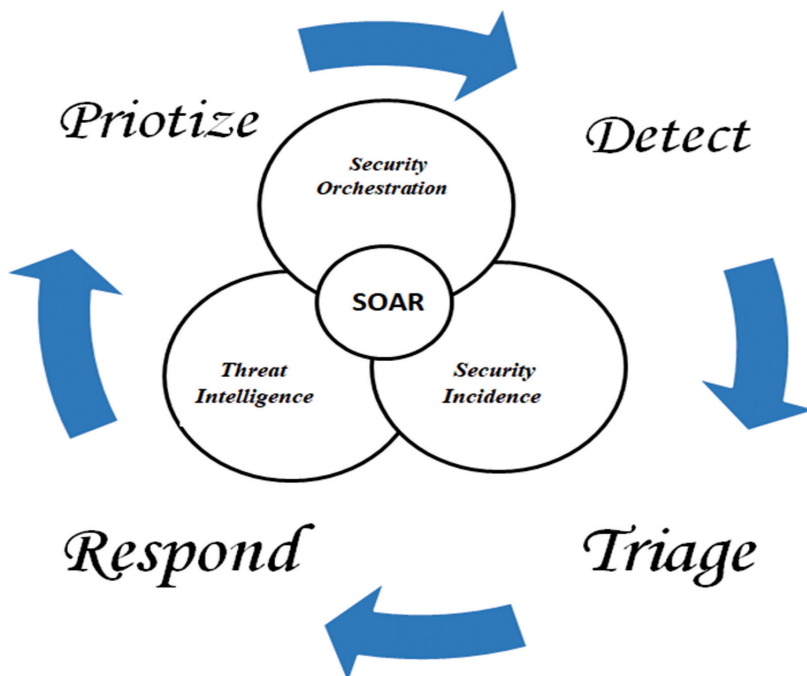 Priotize
Detect
Security
Orchestration
SOAR
Threat
Intelligence
Security
Incidence
Respond
Triage